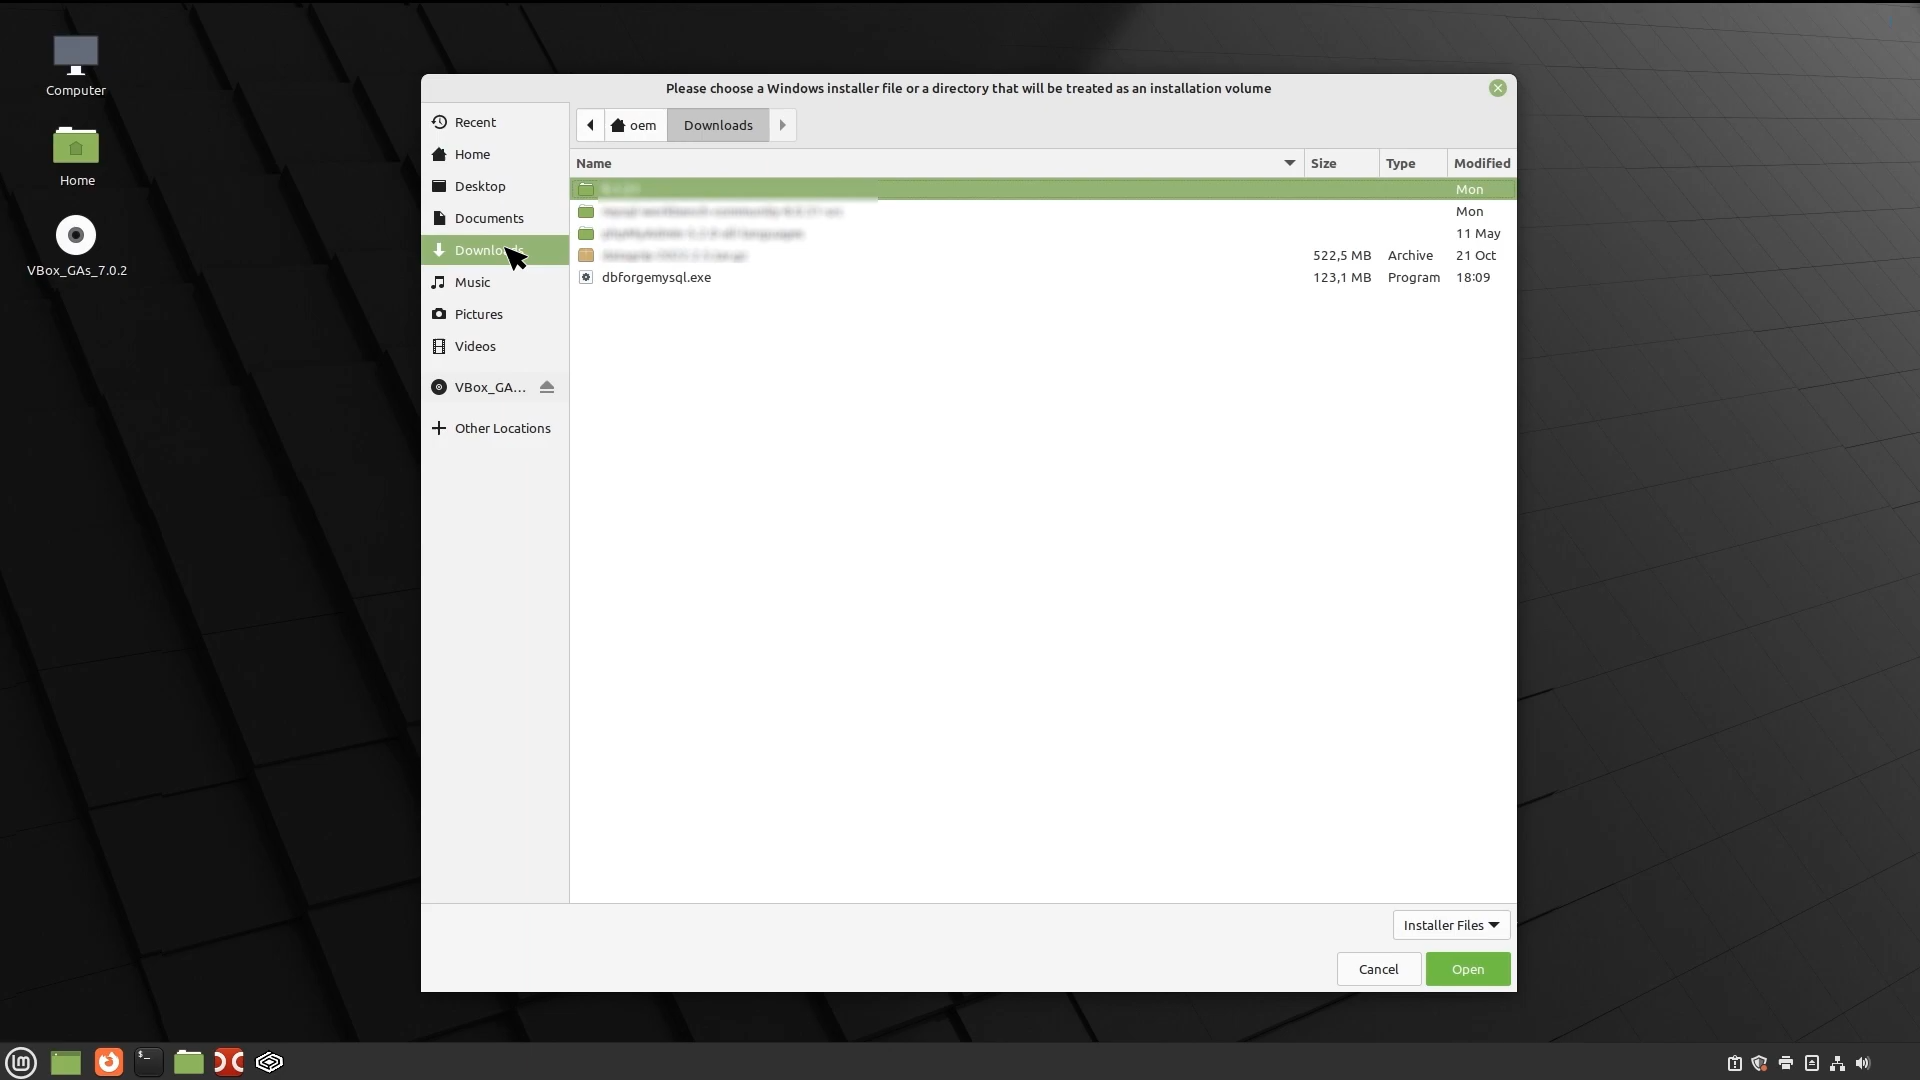 Computer
Home
VBox_GAs_7.0.2
Please choose a Windows installer file or a directory that will be treated as an installation volume
Recent
Home
Desktop
Documents
Downloads
Music
Pictures
Videos
VBox_GA...
Other Locations
oem Downloads
Name Size Type Modified
Mon
Mon
11 May
522,5 MB Archive 21 Oct
dbforgemysql.exe 123,1 MB Program 18:09
Installer Files
Cancel Open